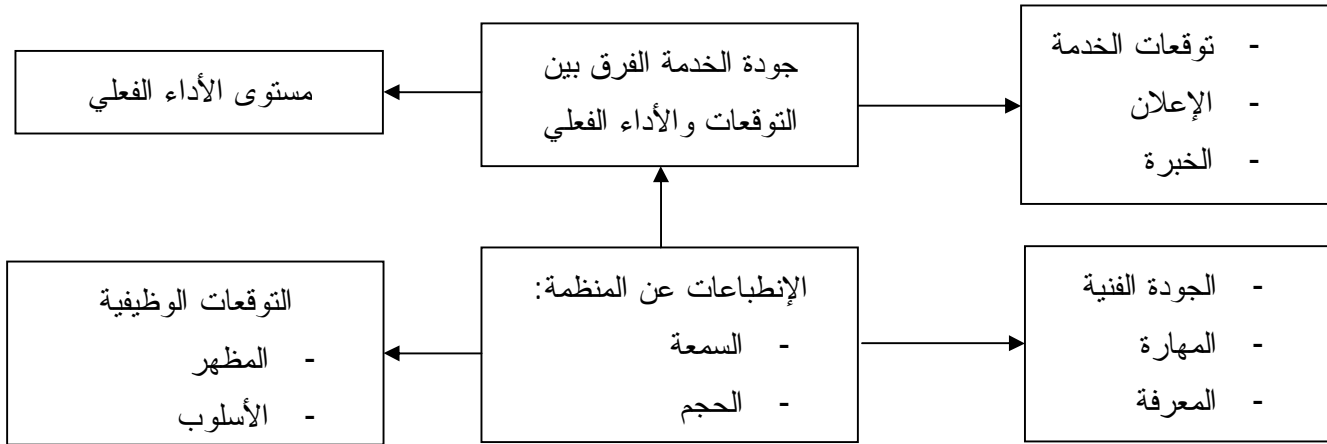 - توقعات الخدمة
- الإعلان
- الخبرة
جودة الخدمة الفرق بين
التوقعات والأداء الفعلي
مستوى الأداء الفعلي
- الجودة الفنية
- المهارة
- المعرفة
الإنطباعات عن المنظمة:
- السمعة
- الحجم
التوقعات الوظيفية
- المظهر
- الأسلوب